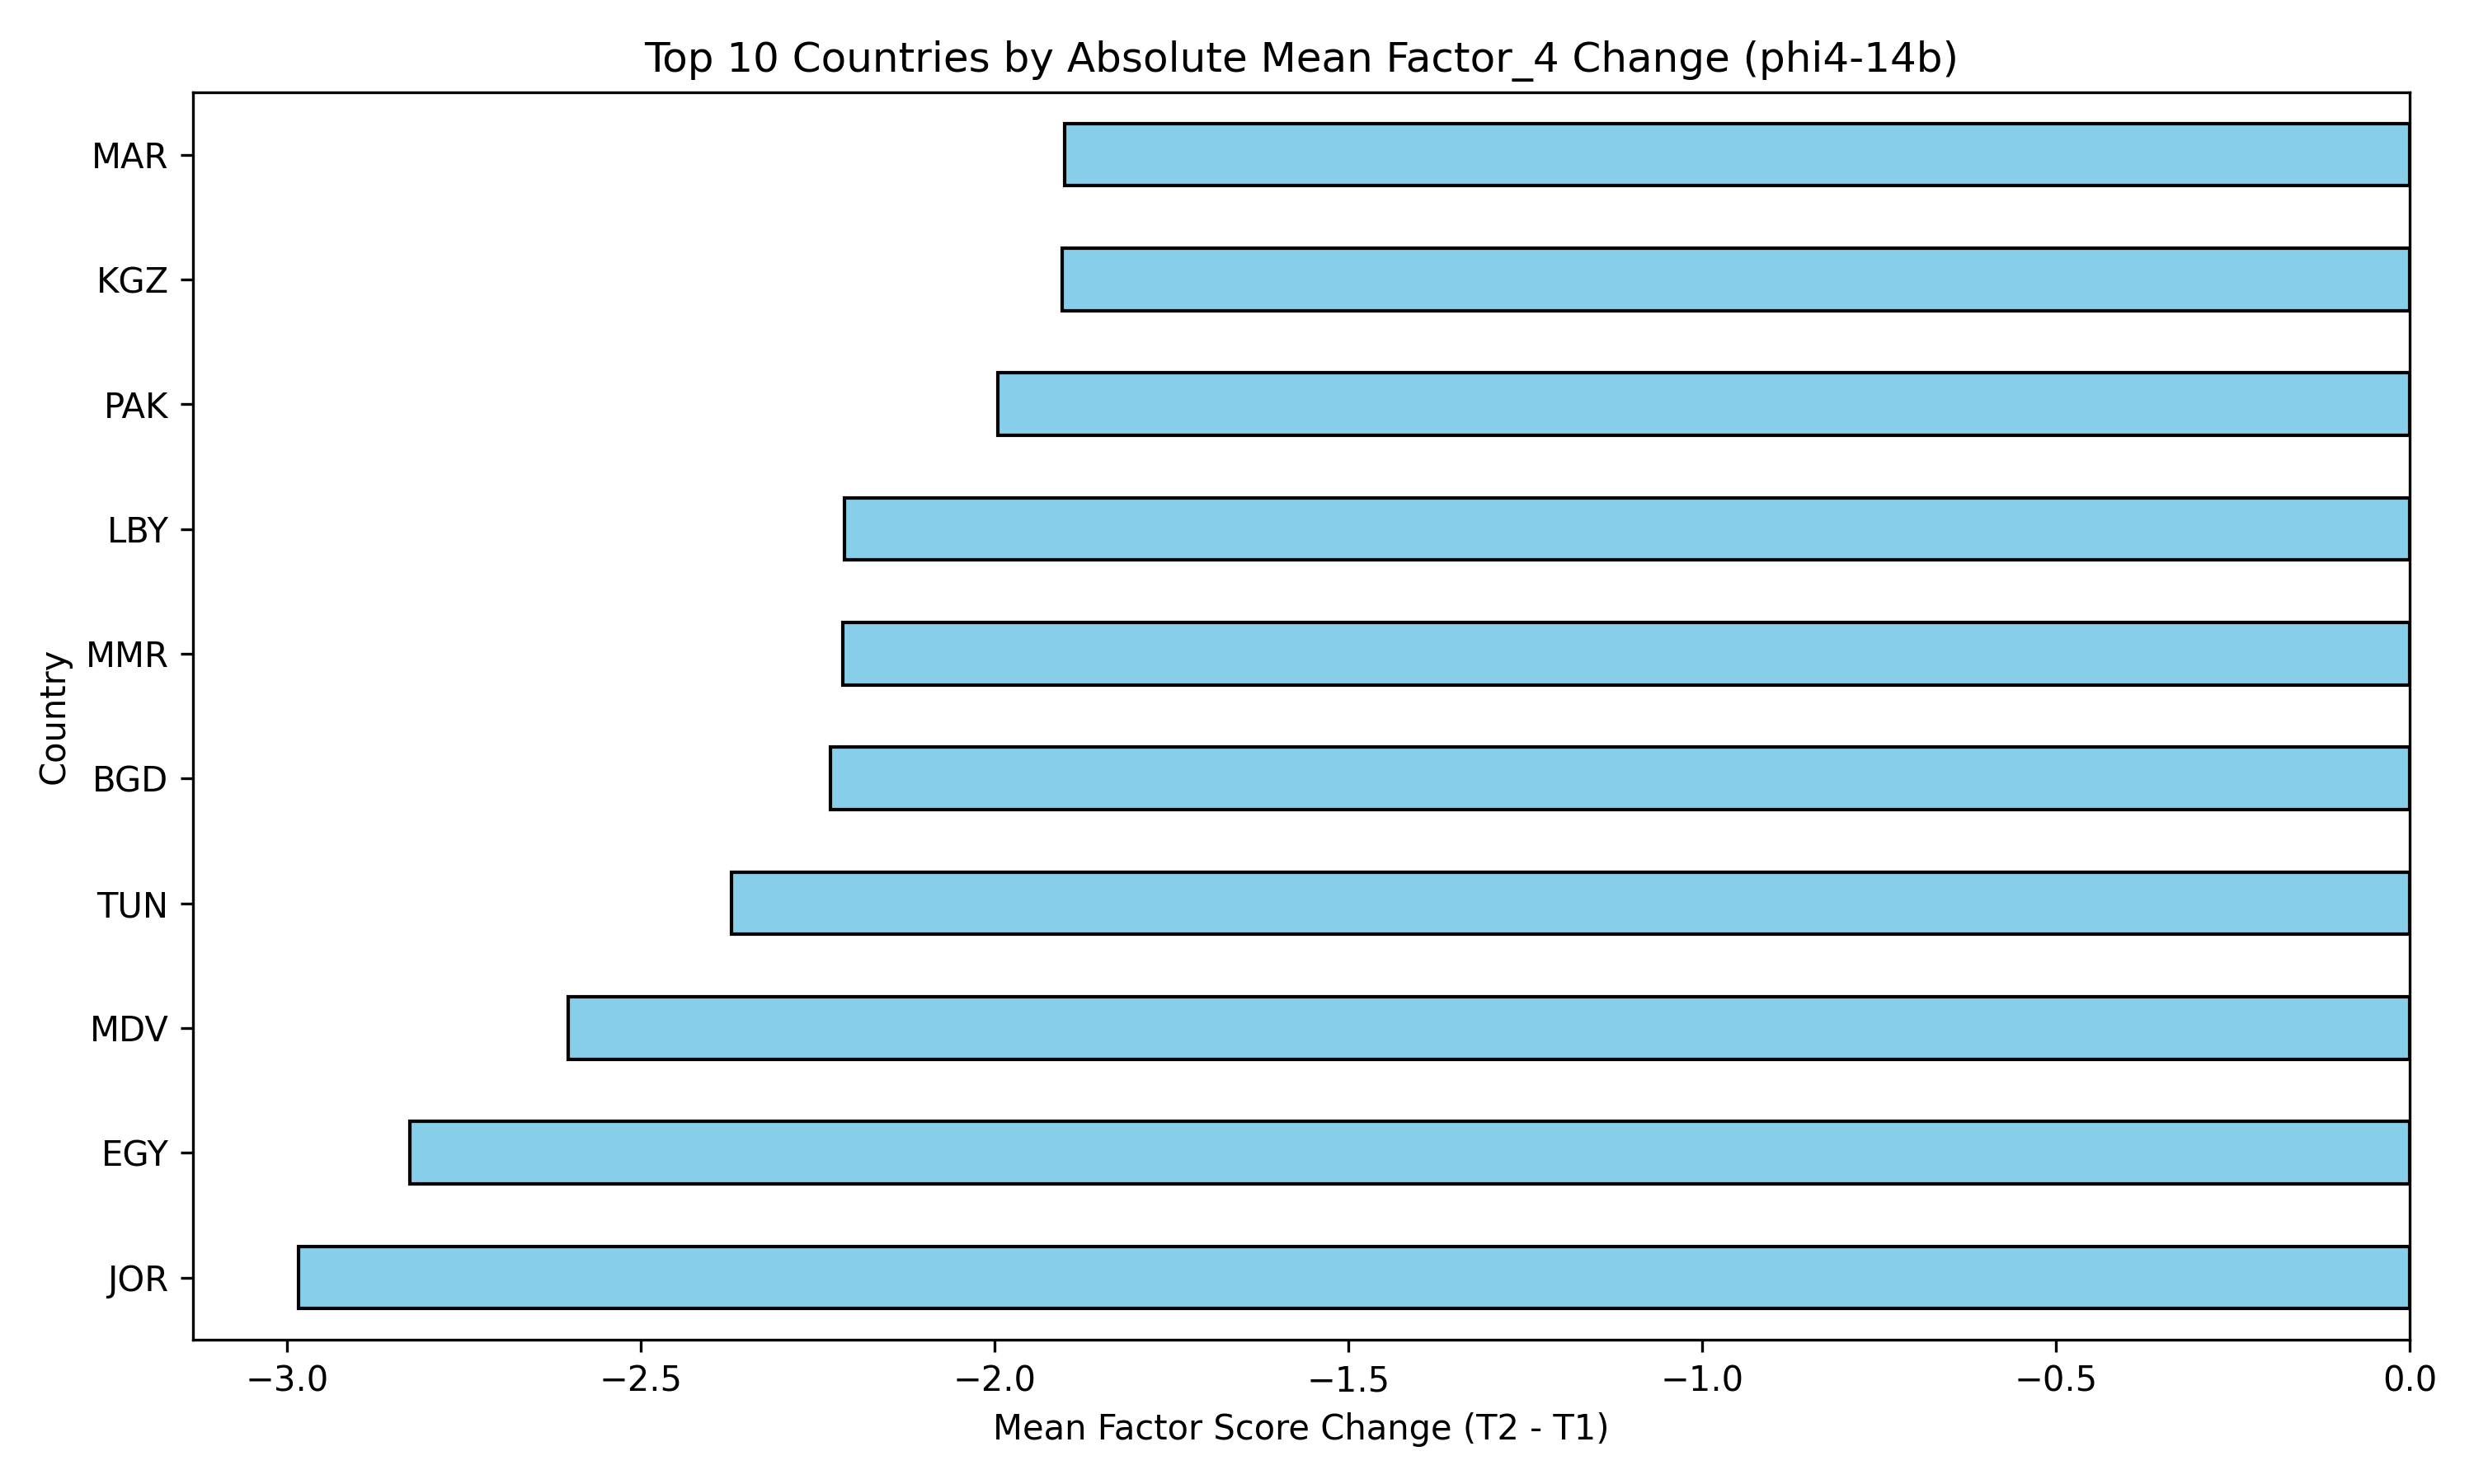 Top 10 Countries by Absolute Mean Factor_4 Change (phi4-14b)
MAR
KGZ
PAK
LBY
MMR
BGD
TUN
MDV
EGY
JOR
Country
−3.0 −2.5 −2.0 −1.5 −1.0 −0.5 0.0
Mean Factor Score Change (T2 - T1)